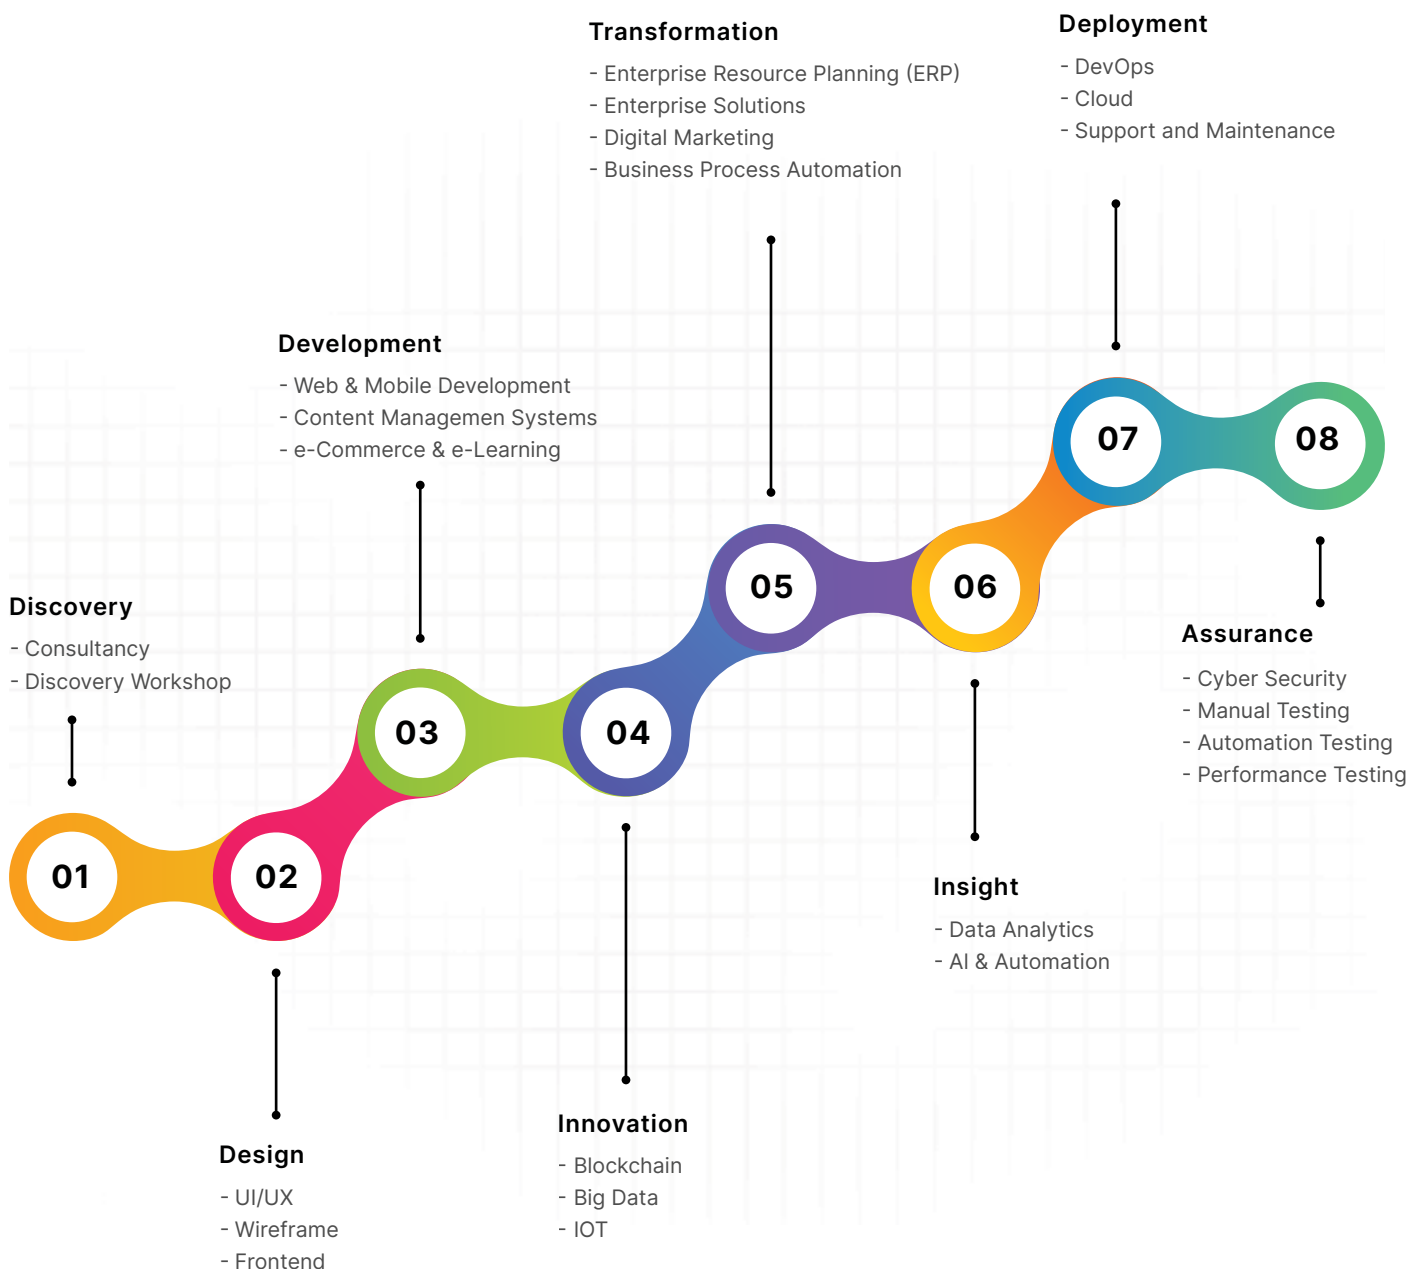 Discovery
- Consultancy
- Discovery Workshop
01
02
Design
- UI/UX
- Wireframe
- Frontend
Development
- Web & Mobile Development
- Content Managemen Systems
- e-Commerce & e-Learning
03
04
Innovation
- Blockchain
- Big Data
- IOT
Transformation
- Enterprise Resource Planning (ERP)
- Enterprise Solutions
- Digital Marketing
- Business Process Automation
05
06
Insight
- Data Analytics
- AI & Automation
Deployment
- DevOps
- Cloud
- Support and Maintenance
07
08
Assurance
- Cyber Security
- Manual Testing
- Automation Testing
- Performance Testing